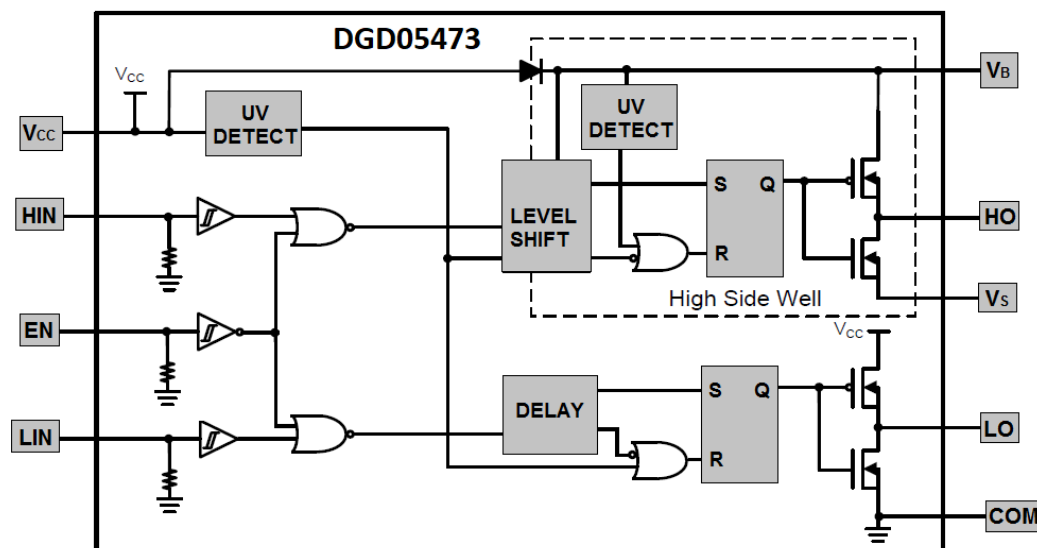 DGD05473
VCC
VCC
UV
DETECT
UV
DETECT
VB
HIN
LEVEL
SHIFT
S
Q
R
HO
High Side Well
VS
EN
VCC
LIN
DELAY
S
Q
R
LO
COM